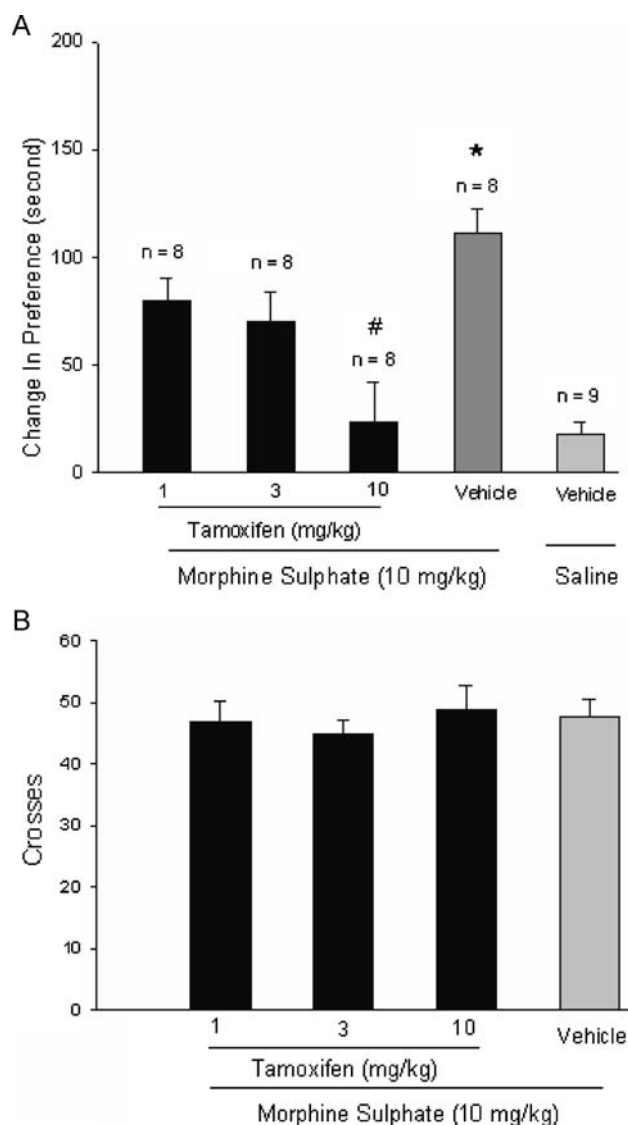 A
200
150
100
50
0
Change In Preference (second)
n = 8
n = 8
#
n = 8
*
n = 8
n = 9
1 3 10 Vehicle Vehicle
Tamoxifen (mg/kg)
Morphine Sulphate (10 mg/kg) Saline
B
60
50
40
30
20
10
0
Crosses
1 3 10 Vehicle
Tamoxifen (mg/kg)
Morphine Sulphate (10 mg/kg)